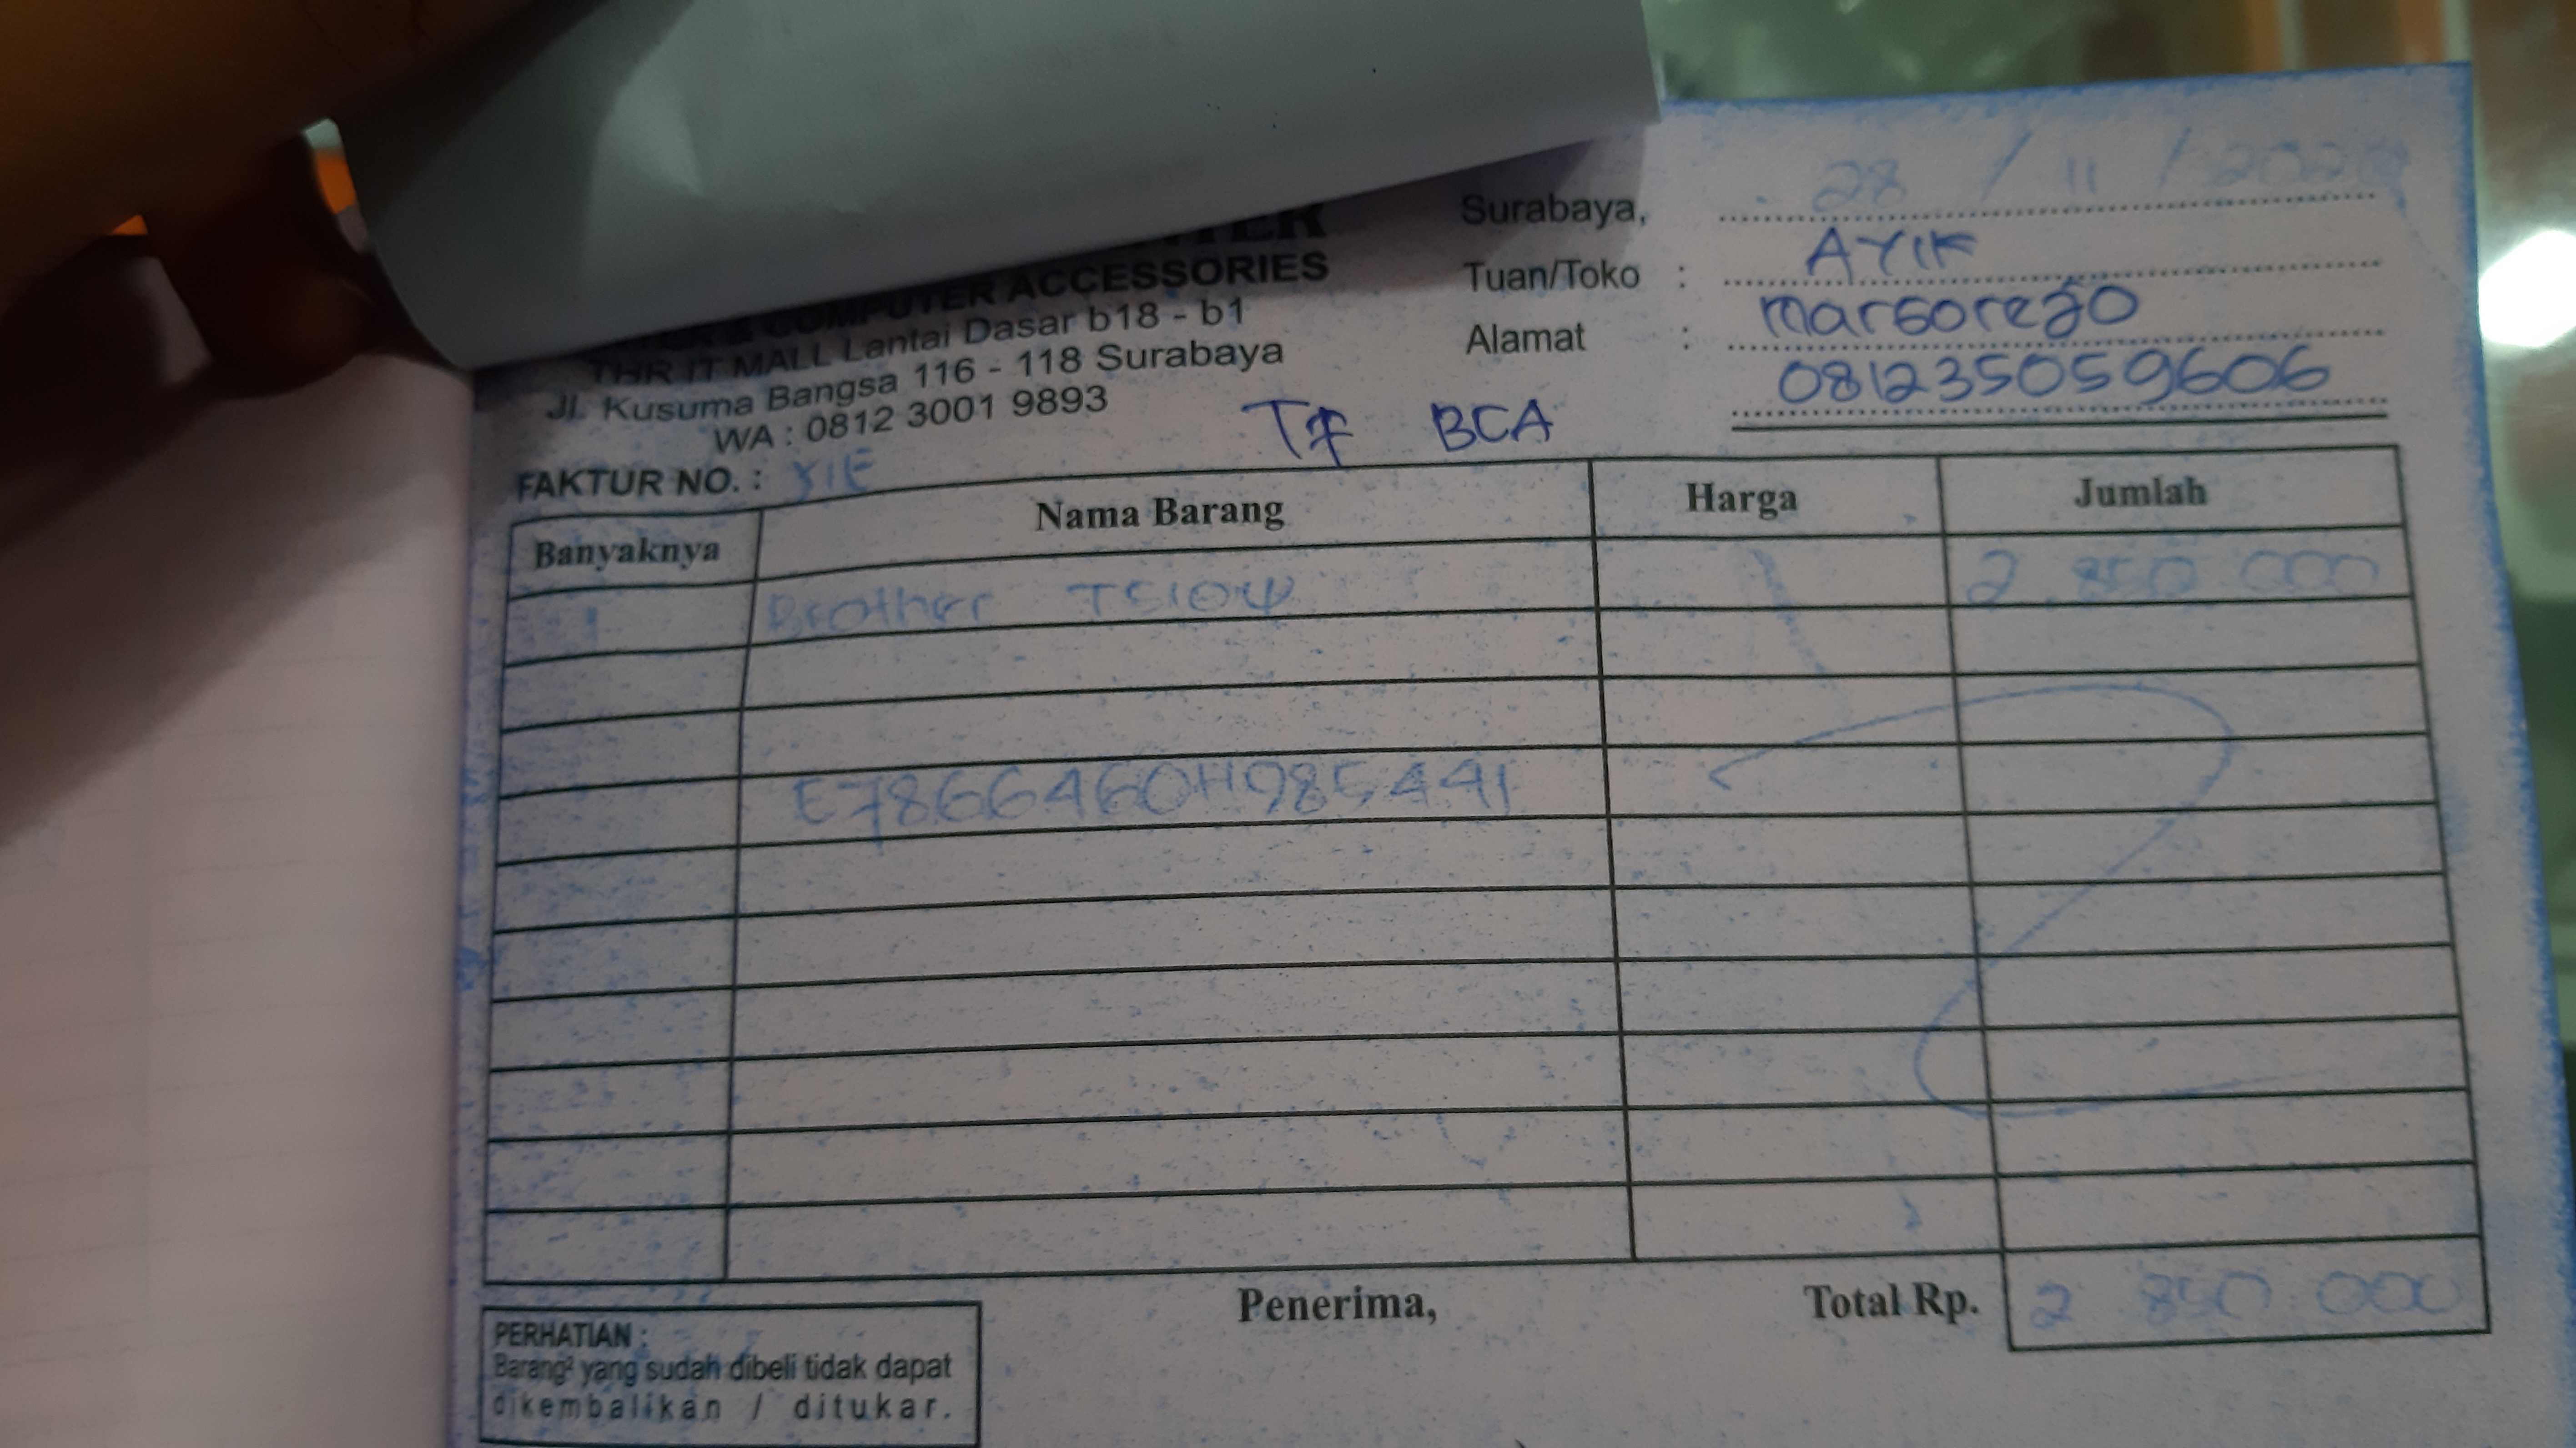 COMPUTER ACCESSORIES
THR IT MALL Lantai Dasar b18 - b1
Jl. Kusuma Bangsa 116 - 118 Surabaya
WA : 0812 3001 9893
FAKTUR NO. :
Surabaya, 28 / 11 /
Tuan/Toko : AYIK
Alamat : margorejo
081235059606
TF BCA
Banyaknya Nama Barang Harga Jumlah
1 Brother 2 850 000
E7866460H985441
Penerima,
Total Rp. 2 850 000
PERHATIAN :
Barang² yang sudah dibeli tidak dapat
dikembalikan / ditukar.